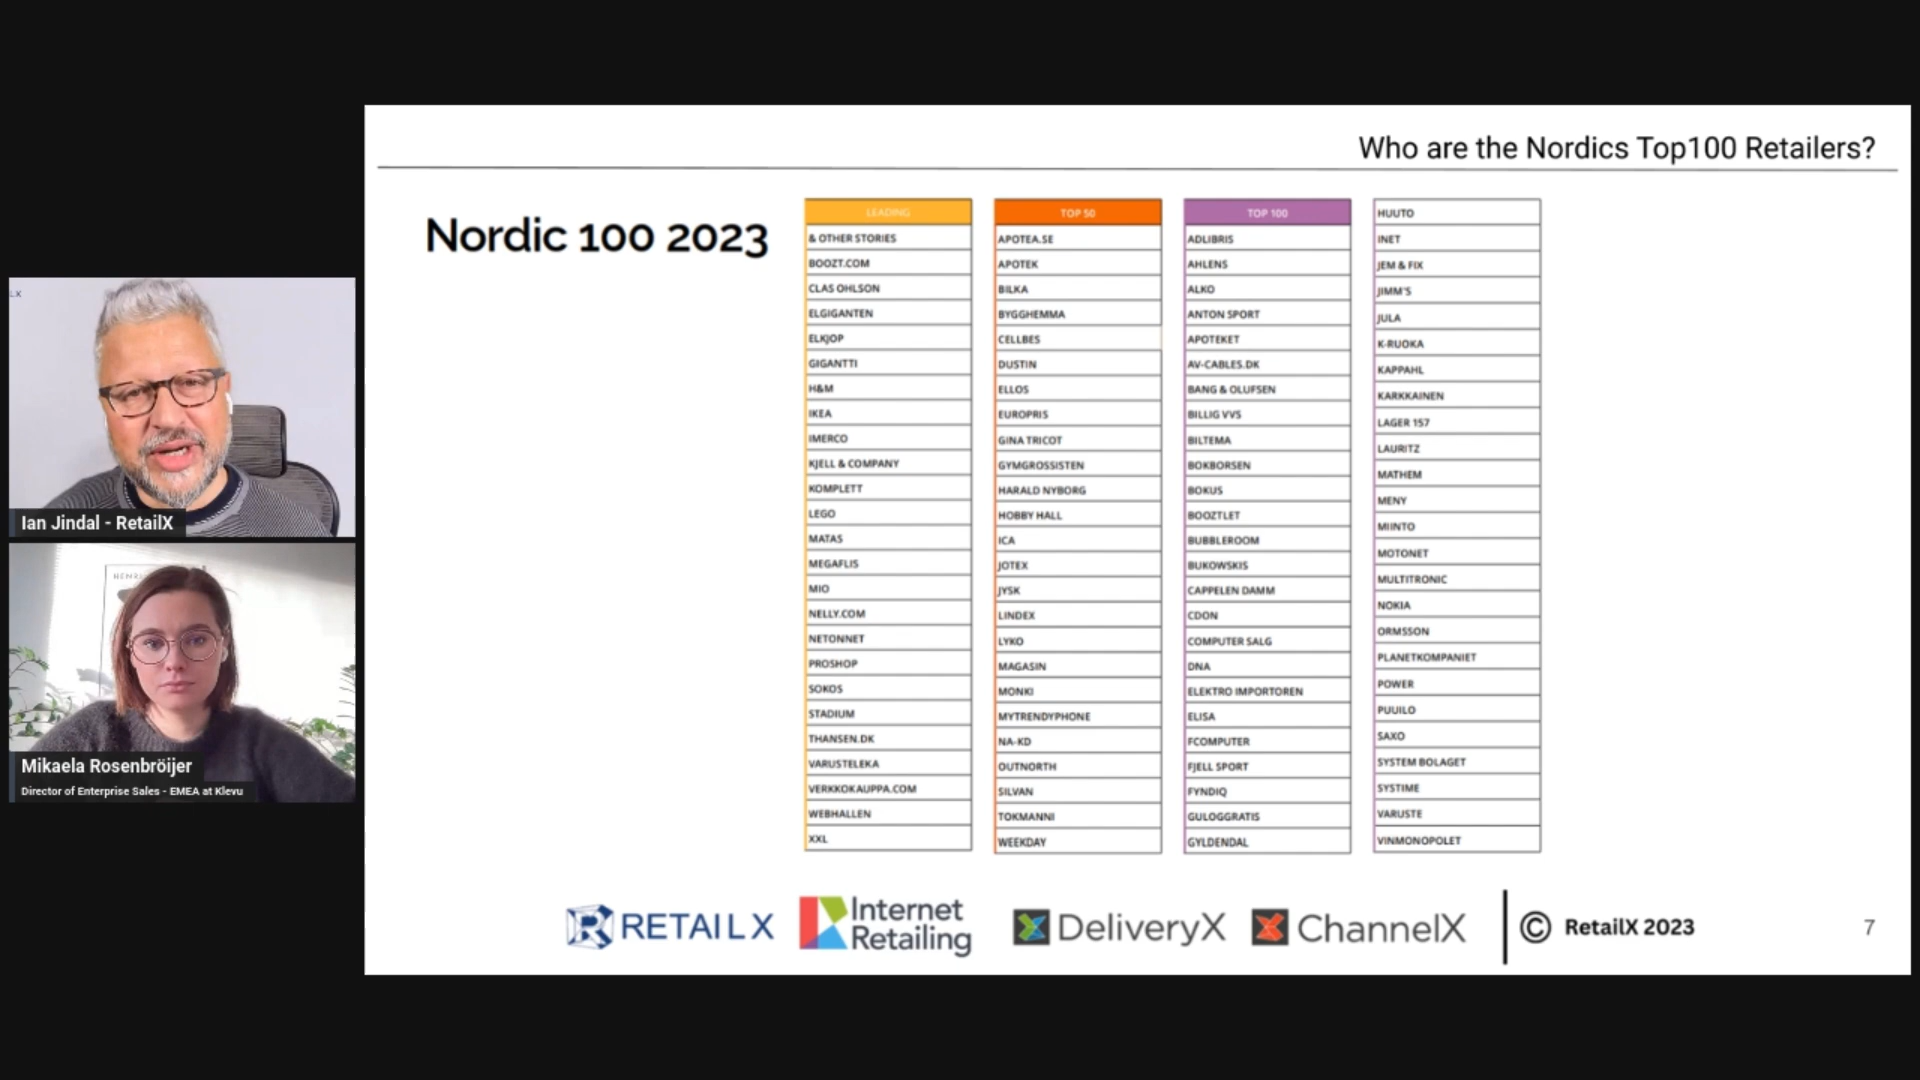 Who are the Nordics Top100 Retailers?
Nordic 100 2023
LEADING
& OTHER STORIES
BOOZT.COM
CLAS OHLSON
ELGIGANTEN
ELKJOP
GIGANTTI
H&M
IKEA
IMERCO
KJELL & COMPANY
KOMPLETT
LEGO
MATAS
MEGAFLIS
MIO
NELLY.COM
NETONNET
PROSHOP
SOKOS
STADIUM
THANSEN.DK
VARUSTELEKA
VERKKOKAUPPA.COM
WEBHALLEN
XXL
TOP 50
APOTEA.SE
APOTEK
BILKA
BYGGHEMMA
CELLBES
DUSTIN
ELLOS
EUROPRIS
GINA TRICOT
GYMGROSSISTEN
HARALD NYBORG
HOBBY HALL
ICA
JOTEX
JYSK
LINDEX
LYKO
MAGASIN
MONKI
MYTRENDYPHONE
NA-KD
OUTNORTH
SILVAN
TOKMANNI
WEEKDAY
TOP 100
ADLIBRIS
AHLENS
ALKO
ANTON SPORT
APOTEKET
AV-CABLES.DK
BANG & OLUFSEN
BILLIG VVS
BILTEMA
BOKBORSEN
BOKUS
BOOZTLET
BUBBLEROOM
BUKOWSKIS
CAPPELEN DAMM
CDON
COMPUTER SALG
DNA
ELEKTRO IMPORTOREN
ELISA
FCOMPUTER
FJELL SPORT
FYNDIQ
GULOGGRATIS
GYLDENDAL
HUUTO
INET
JEM & FIX
JIMM'S
JULA
K-RUOKA
KAPPAHL
KARKKAINEN
LAGER 157
LAURITZ
MATHEM
MENY
MIINTO
MOTONET
MULTITRONIC
NOKIA
ORMSSON
PLANETKOMPANIET
POWER
PUUILO
SAXO
SYSTEM BOLAGET
SYSTIME
VARUSTE
VINMONOPOLET
LX
Ian Jindal - RetailX
HENRI
Mikaela Rosenbröijer
Director of Enterprise Sales - EMEA at Klevu
RETAIL X
Internet
Retailing
DeliveryX
ChannelX
© RetailX 2023
7